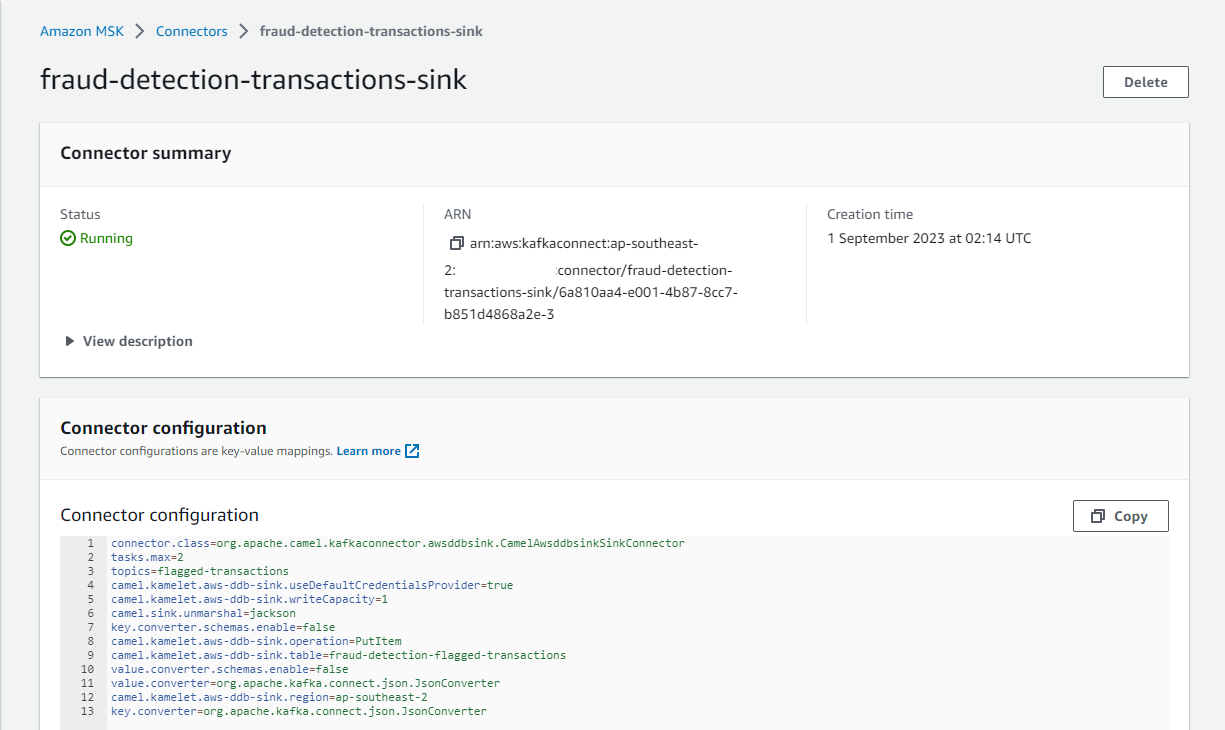 Amazon MSK > Connectors > fraud-detection-transactions-sink
fraud-detection-transactions-sink
Delete
Connector summary
Status
Running
ARN
arn:aws:kafkaconnect:ap-southeast-
2: :connector/fraud-detection-
transactions-sink/6a810aa4-e001-4b87-8cc7-
b851d4868a2e-3
Creation time
1 September 2023 at 02:14 UTC
View description
Connector configuration
Connector configurations are key-value mappings. Learn more
Connector configuration
Copy
1 connector.class=org.apache.camel.kafkaconnector.awsddbsink.CamelAwsddbsinkSinkConnector
2 tasks.max=2
3 topics=flagged-transactions
4 camel.kamelet.aws-ddb-sink.useDefaultCredentialsProvider=true
5 camel.kamelet.aws-ddb-sink.writeCapacity=1
6 camel.sink.unmarshal=jackson
7 key.converter.schemas.enable=false
8 camel.kamelet.aws-ddb-sink.operation=PutItem
9 camel.kamelet.aws-ddb-sink.table=fraud-detection-flagged-transactions
10 value.converter.schemas.enable=false
11 value.converter=org.apache.kafka.connect.json.JsonConverter
12 camel.kamelet.aws-ddb-sink.region=ap-southeast-2
13 key.converter=org.apache.kafka.connect.json.JsonConverter